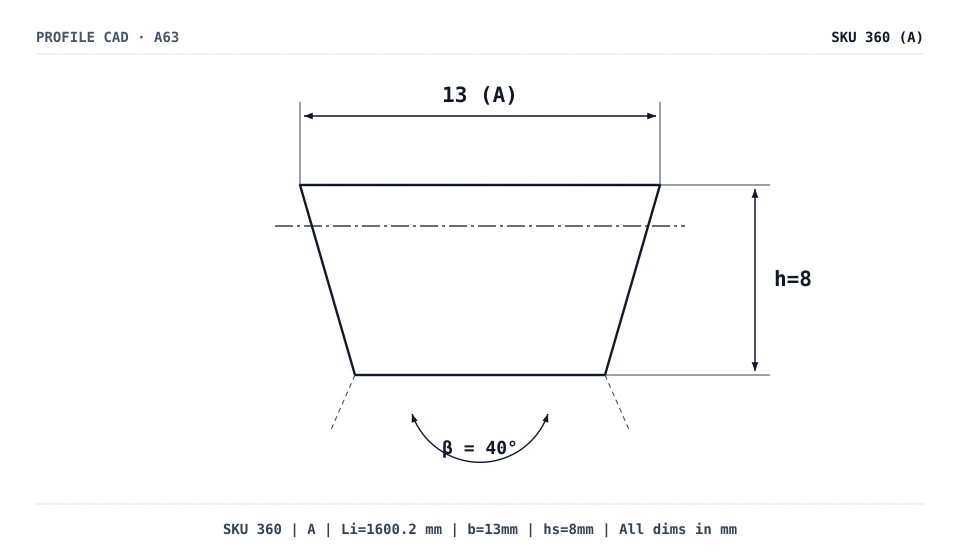 PROFILE CAD · A63
SKU 360 (A)
13 (A)
h=8
β = 40°
SKU 360 | A | Li=1600.2 mm | b=13mm | hs=8mm | All dims in mm